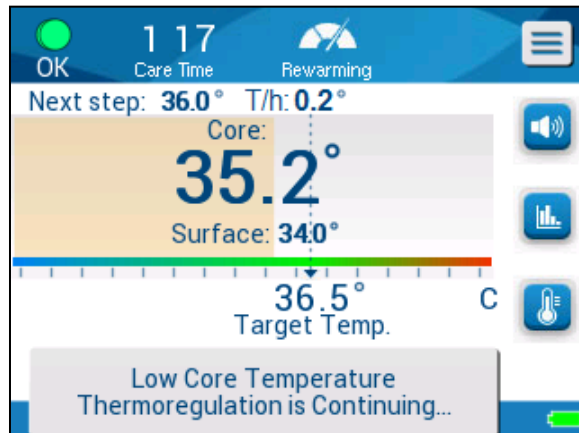 1 17
OK Care Time Rewarming
Next step: 36.0° T/h: 0.2°
Core:
35.2°
Surface: 34.0°
36.5° C
Target Temp.
Low Core Temperature
Thermoregulation is Continuing...